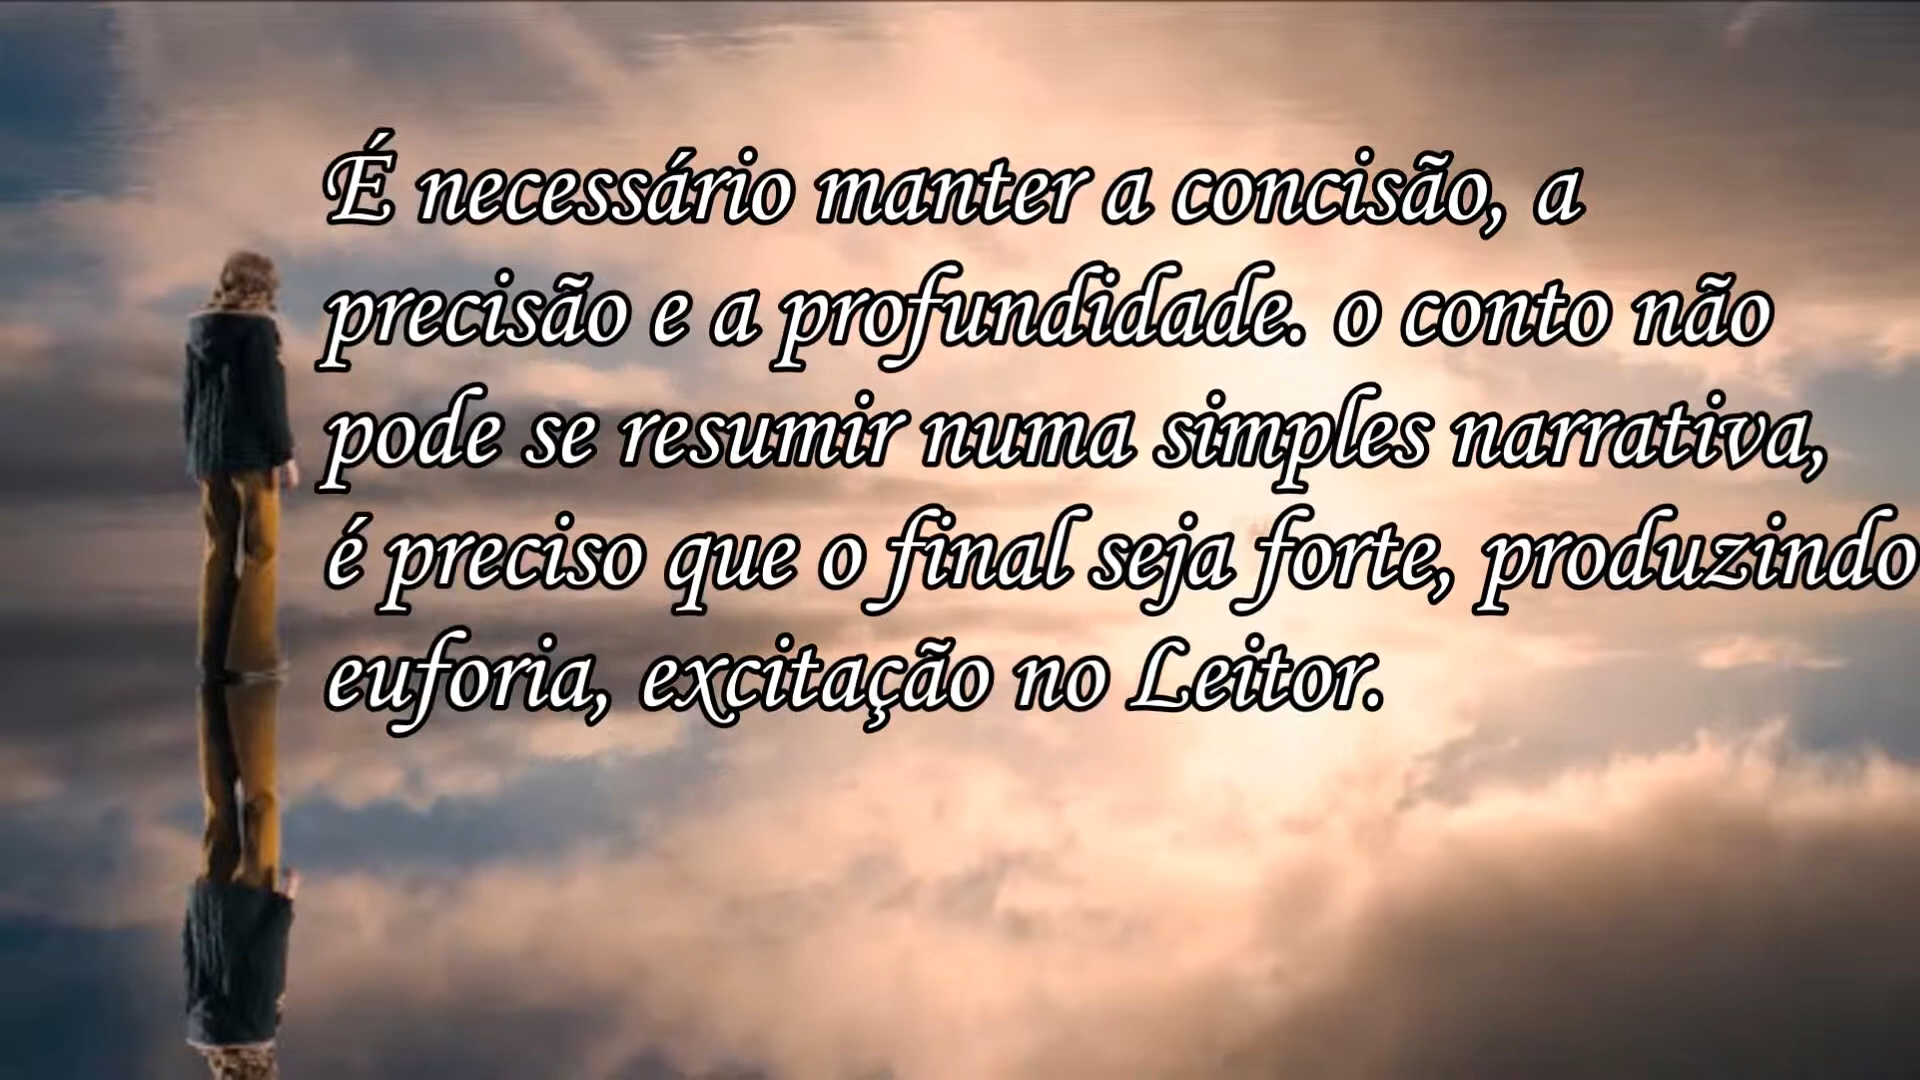 É necessário manter a concisão, a
precisão e a profundidade. o conto não
pode se resumir numa simples narrativa,
é preciso que o final seja forte, produzindo
euforia, excitação no Leitor.